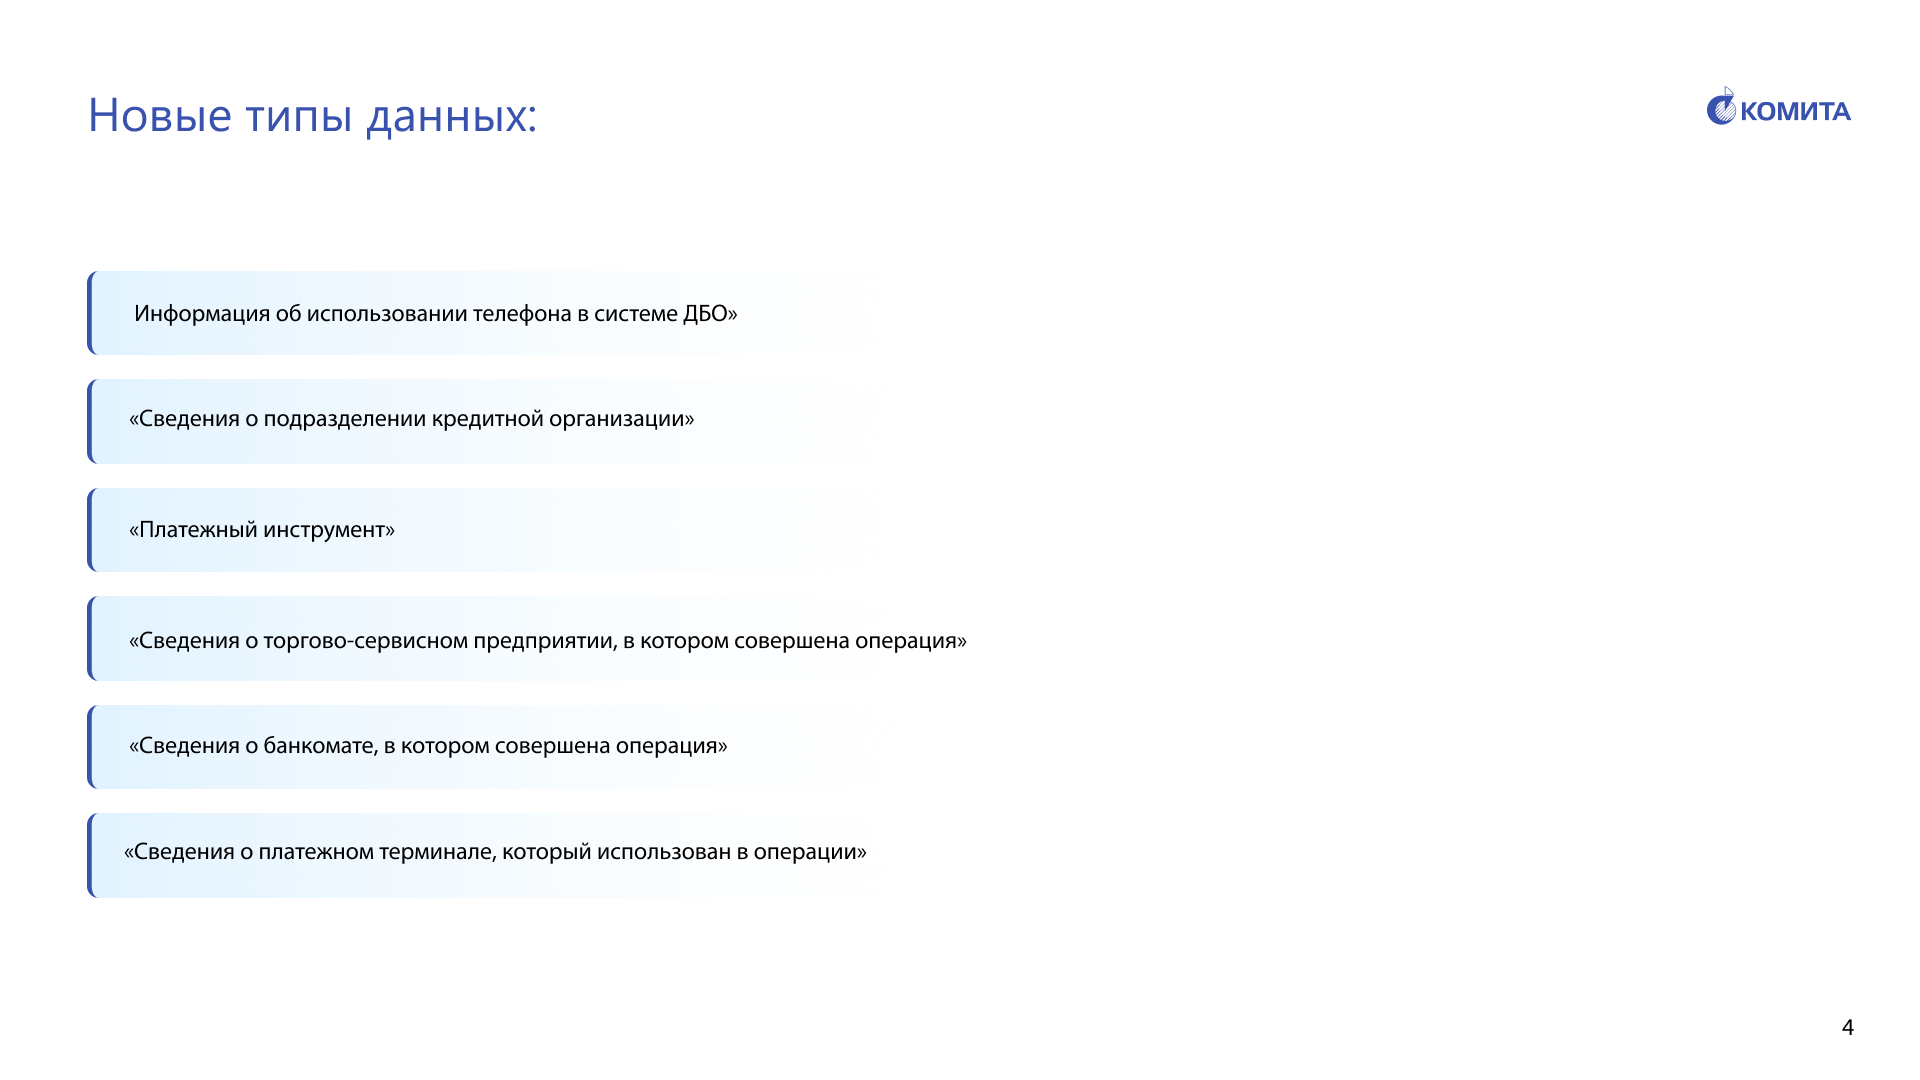 Новые типы данных:
КОМИТА
Информация об использовании телефона в системе ДБО»
«Сведения о подразделении кредитной организации»
«Платежный инструмент»
«Сведения о торгово-сервисном предприятии, в котором совершена операция»
«Сведения о банкомате, в котором совершена операция»
«Сведения о платежном терминале, который использован в операции»
4